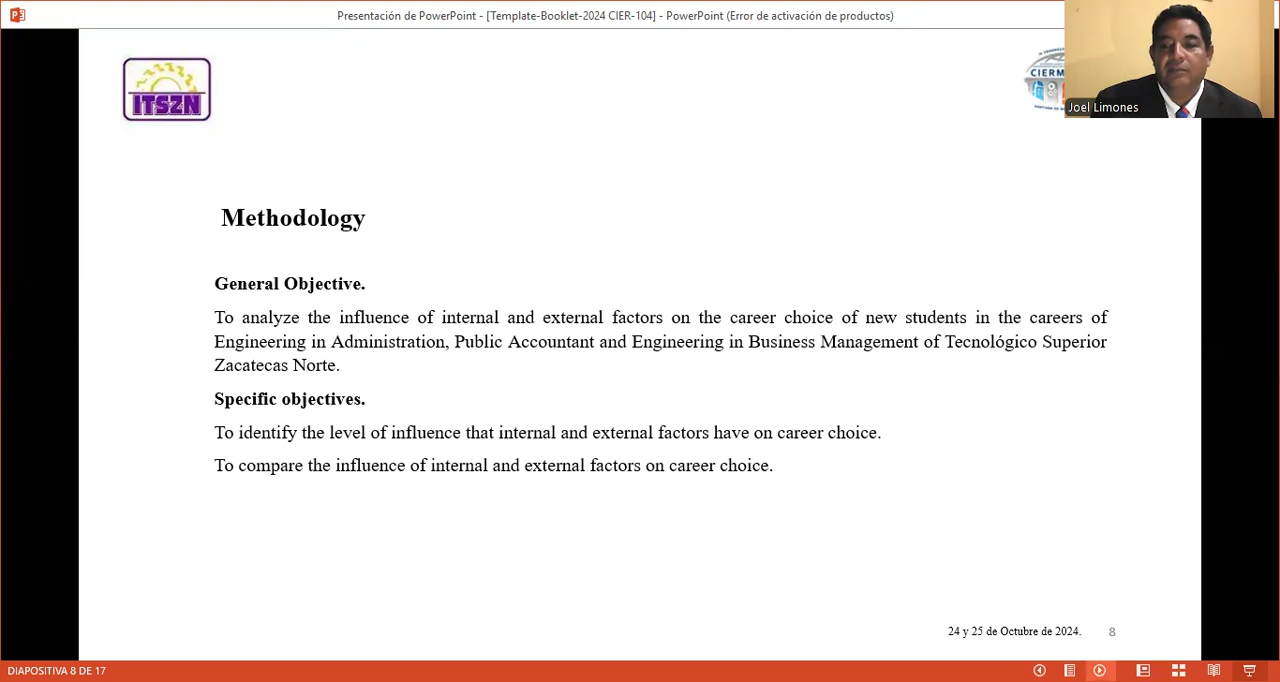 Presentación de PowerPoint - [Template-Booklet-2024 CIER-104] - PowerPoint (Error de activación de productos)
ITSZN
CIERM
Joel Limones
Methodology
General Objective.
To analyze the influence of internal and external factors on the career choice of new students in the careers of
Engineering in Administration, Public Accountant and Engineering in Business Management of Tecnológico Superior
Zacatecas Norte.
Specific objectives.
To identify the level of influence that internal and external factors have on career choice.
To compare the influence of internal and external factors on career choice.
24 y 25 de Octubre de 2024.
8
DIAPOSITIVA 8 DE 17